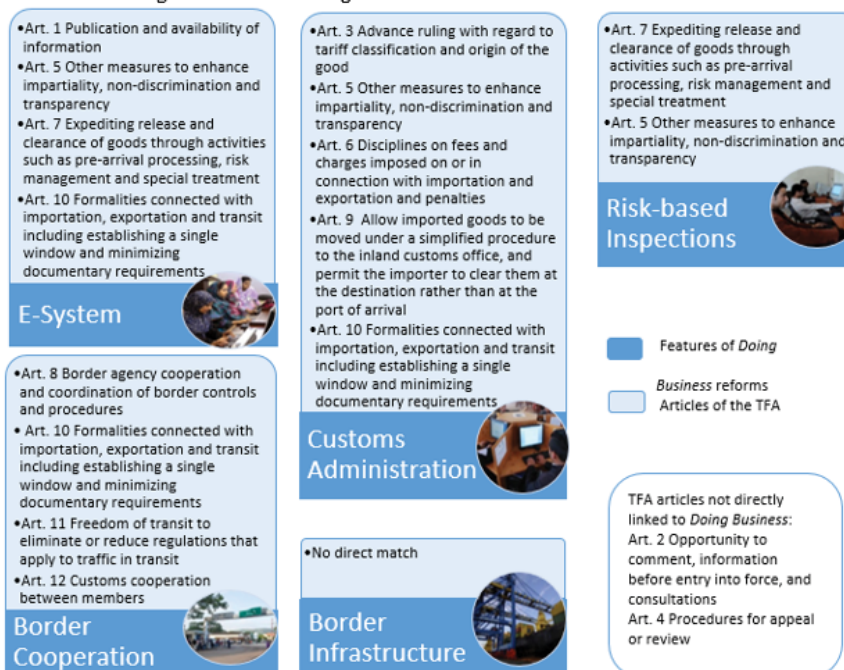 •Art. 1 Publication and availability of
information
•Art. 5 Other measures to enhance
impartiality, non-discrimination and
transparency
•Art. 7 Expediting release and
clearance of goods through activities
such as pre-arrival processing, risk
management and special treatment
•Art. 10 Formalities connected with
importation, exportation and transit
including establishing a single
window and minimizing
documentary requirements
E-System
•Art. 8 Border agency cooperation
and coordination of border controls
and procedures
• Art. 10 Formalities connected with
importation, exportation and transit
including establishing a single
window and minimizing
documentary requirements
•Art. 11 Freedom of transit to
eliminate or reduce regulations that
apply to traffic in transit
•Art. 12 Customs cooperation
between members
Border
Cooperation
•Art. 3 Advance ruling with regard to
tariff classification and origin of the
good
•Art. 5 Other measures to enhance
impartiality, non-discrimination and
transparency
•Art. 6 Disciplines on fees and
charges imposed on or in
connection with importation and
exportation and penalties
•Art. 9 Allow imported goods to be
moved under a simplified procedure
to the inland customs office, and
permit the importer to clear them at
the destination rather than at the
port of arrival
•Art. 10 Formalities connected with
importation, exportation and transit
including establishing a single
window and minimizing
documentary requirements
Customs
Administration
•No direct match
Border
Infrastructure
•Art. 7 Expediting release and
clearance of goods through
activities such as pre-arrival
processing, risk management and
special treatment
•Art. 5 Other measures to enhance
impartiality, non-discrimination and
transparency
Risk-based
Inspections
Features of Doing
Business reforms
Articles of the TFA
TFA articles not directly
linked to Doing Business:
Art. 2 Opportunity to
comment, information
before entry into force, and
consultations
Art. 4 Procedures for appeal
or review